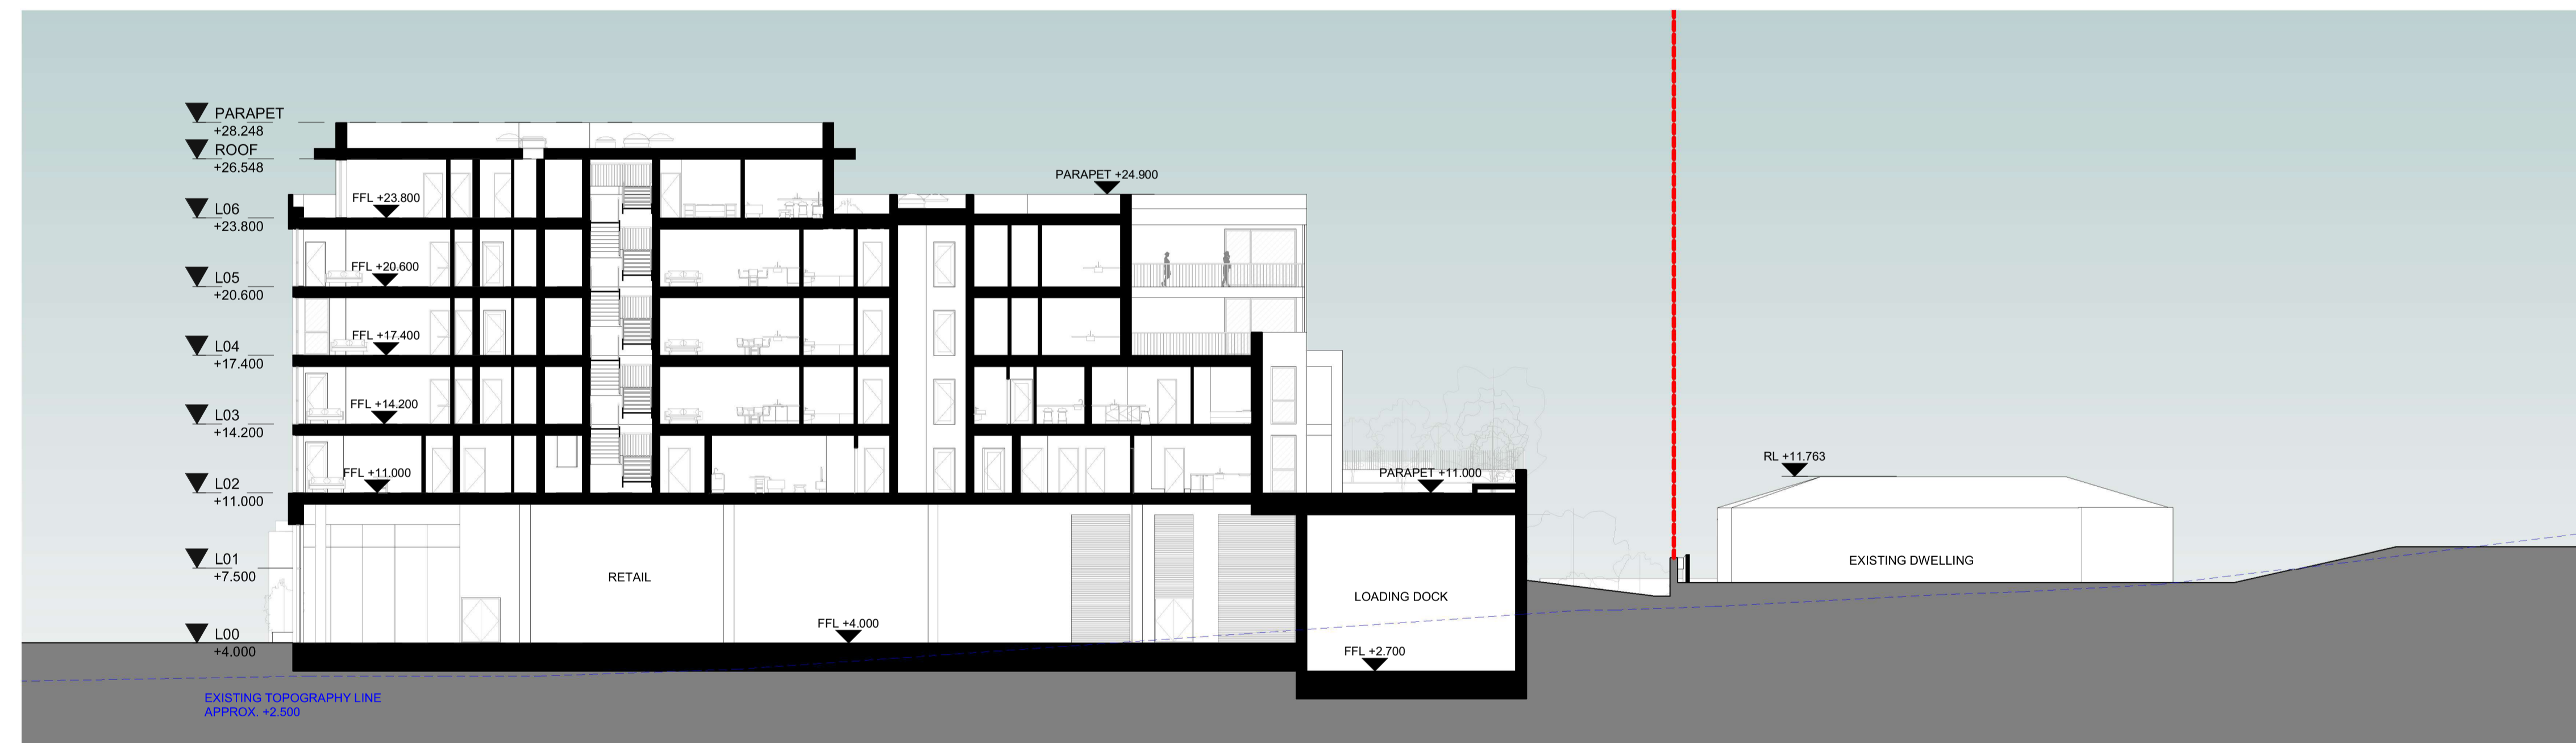 PARAPET
+28.248
ROOF
+26.548
PARAPET +24.900
FFL +23.800
L06
+23.800
FFL +20.600
L05
+20.600
FFL +17.400
L04
+17.400
FFL +14.200
L03
+14.200
RL +11.763
FFL +11.000
PARAPET +11.000
L02
+11.000
L01
+7.500
EXISTING DWELLING
RETAIL
LOADING DOCK
FFL +4.000
L00
+4.000
FFL +2.700
EXISTING TOPOGRAPHY LINE
APPROX. +2.500